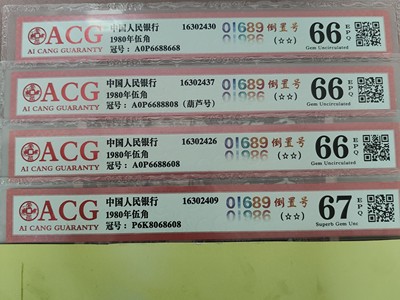 ACG
AI CANG GUARANTY
中国人民银行 16302430
1980年伍角
冠号：A0P6688668
01689 倒置号
(☆☆)
66 EPQ
Gem Uncirculated
ACG
AI CANG GUARANTY
中国人民银行 16302437
1980年伍角
冠号：A0P6688808 (葫芦号)
01689 倒置号
(☆☆)
66 EPQ
Gem Uncirculated
ACG
AI CANG GUARANTY
中国人民银行 16302426
1980年伍角
冠号：A0P6688608
01689 倒置号
(☆☆)
66 EPQ
Gem Uncirculated
ACG
AI CANG GUARANTY
中国人民银行 16302409
1980年伍角
冠号：P6K8068608
01689 倒置号
(☆☆)
67 EPQ
Superb Gem Unc